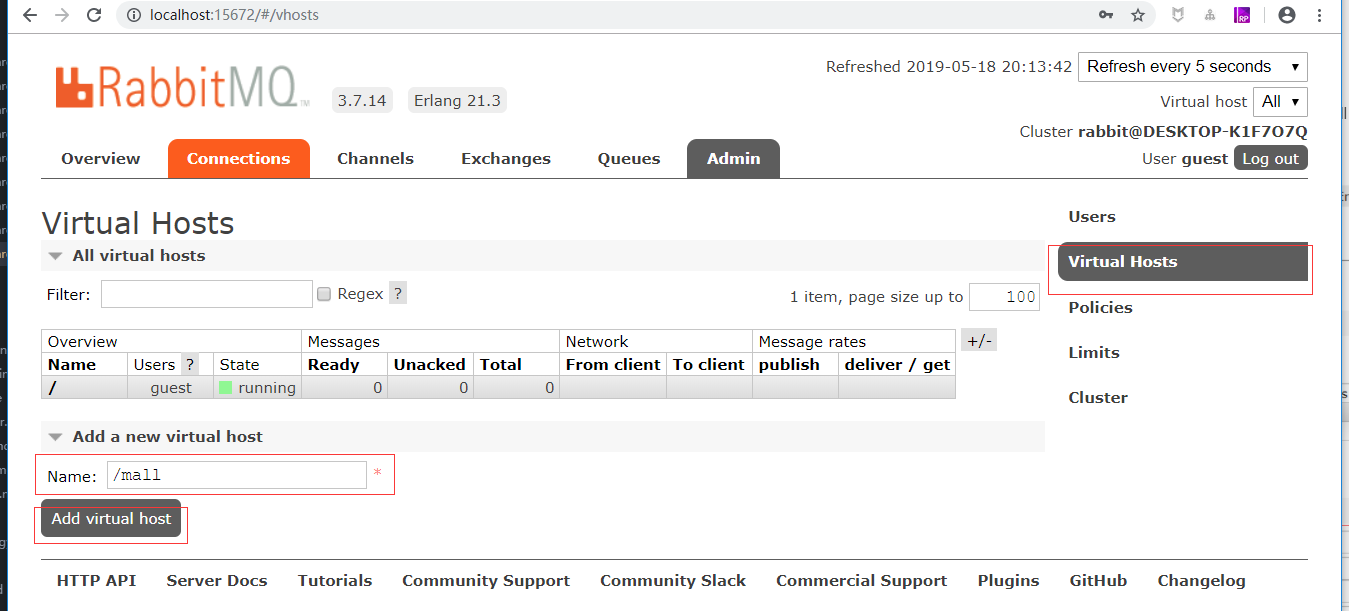 localhost:15672/#/vhosts
RP
Refreshed 2019-05-18 20:13:42 Refresh every 5 seconds
RabbitMQ TM 3.7.14 Erlang 21.3
Virtual host All
Cluster rabbit@DESKTOP-K1F7O7Q
User guest Log out
Overview Connections Channels Exchanges Queues Admin
Virtual Hosts
All virtual hosts
Filter: Regex ?
1 item, page size up to 100
Overview Messages Network Message rates +/-
Name Users ? State Ready Unacked Total From client To client publish deliver / get
/ guest running 0 0 0
Add a new virtual host
Name: /mall *
Add virtual host
Users
Virtual Hosts
Policies
Limits
Cluster
HTTP API Server Docs Tutorials Community Support Community Slack Commercial Support Plugins GitHub Changelog